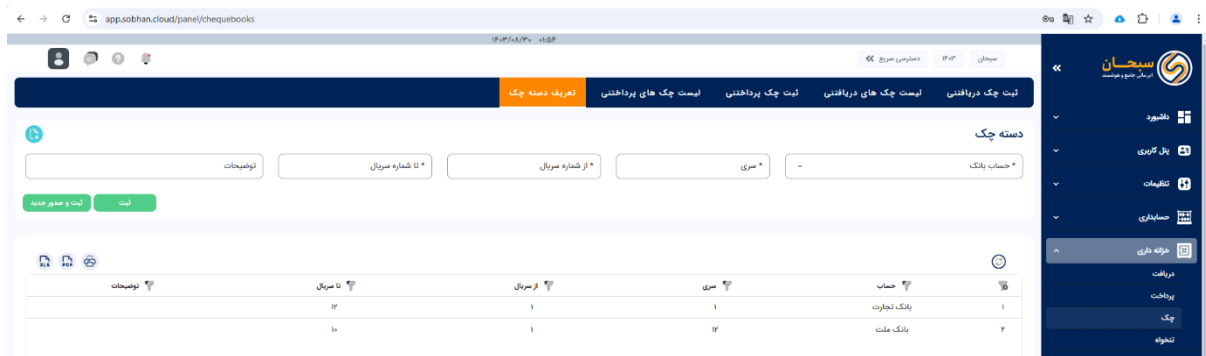 app.sobhan.cloud/panel/chequebooks
۱۴۰۳/۰۸/۳۰ ۰۱:۵۴
سبحان ۱۴۰۳ دسترسی سریع
سبحان
ابر مالی جامع و هوشمند
ثبت چک دریافتنی لیست چک های دریافتنی ثبت چک پرداختنی لیست چک های پرداختنی تعریف دسته چک
داشبورد
پنل کاربری
تنظیمات
حسابداری
خزانه داری
دریافت
پرداخت
چک
تنخواه
دسته چک
* حساب بانک * سری * از شماره سریال * تا شماره سریال توضیحات
ثبت ثبت و صدور جدید
XLS PDF
حساب سری از سریال تا سریال توضیحات
۱ بانک تجارت ۱ ۱ ۱۲
۲ بانک ملت ۱۲ ۱ ۱۰